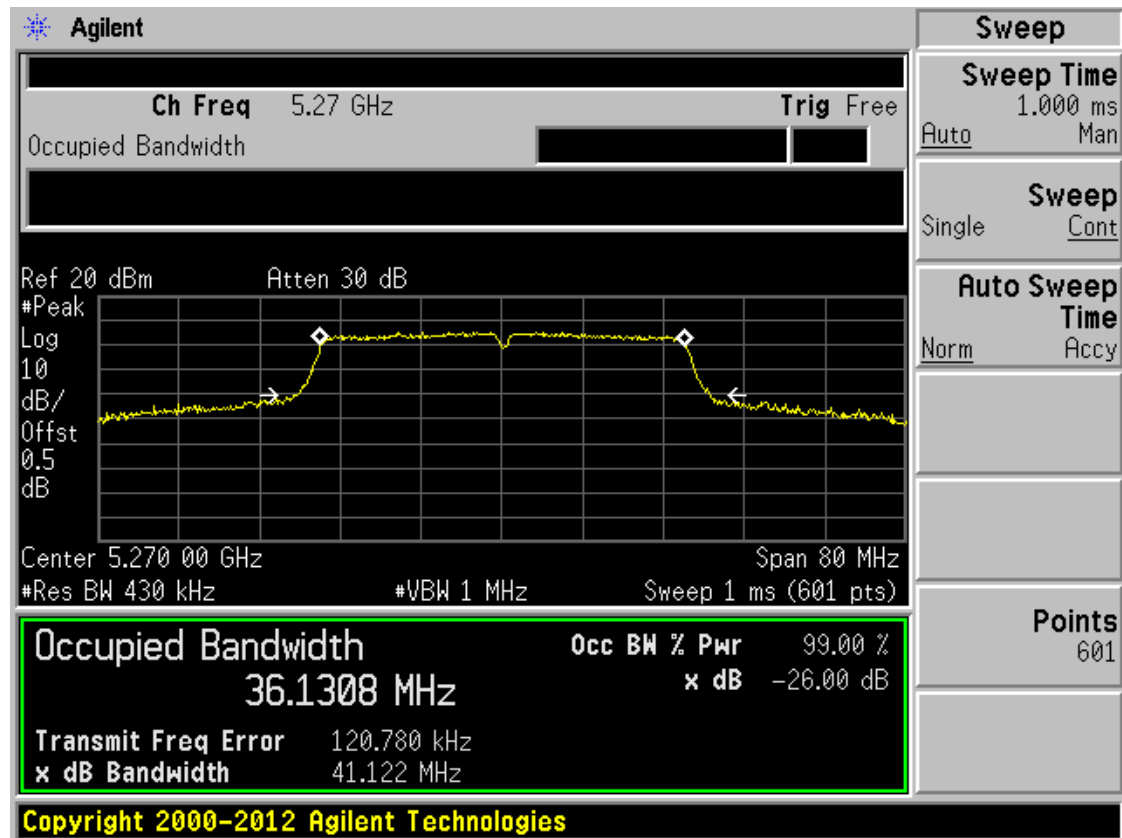 Agilent
Sweep
Ch Freq 5.27 GHz Trig Free
Occupied Bandwidth
Sweep Time
1.000 ms
Auto Man
Sweep
Single Cont
Auto Sweep
Time
Norm Accy
Points
601
Ref 20 dBm Atten 30 dB
#Peak
Log
10
dB/
Offst
0.5
dB
Center 5.270 00 GHz Span 80 MHz
#Res BW 430 kHz #VBW 1 MHz Sweep 1 ms (601 pts)
Occupied Bandwidth
36.1308 MHz
Occ BW % Pwr 99.00 %
x dB -26.00 dB
Transmit Freq Error 120.780 kHz
x dB Bandwidth 41.122 MHz
Copyright 2000-2012 Agilent Technologies